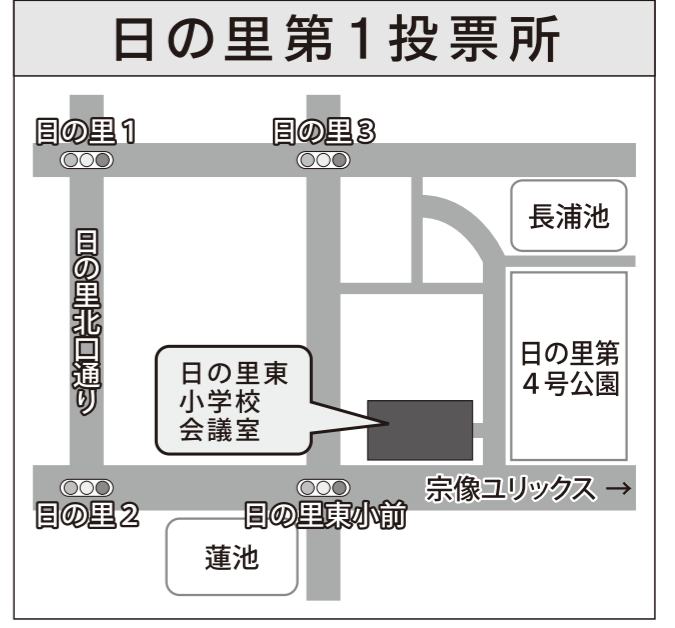 日の里第１投票所
日の里１
日の里３
長浦池
日の里北口通り
日の里第
４号公園
日の里東
小学校
会議室
宗像ユリックス →
日の里２
日の里東小前
蓮池